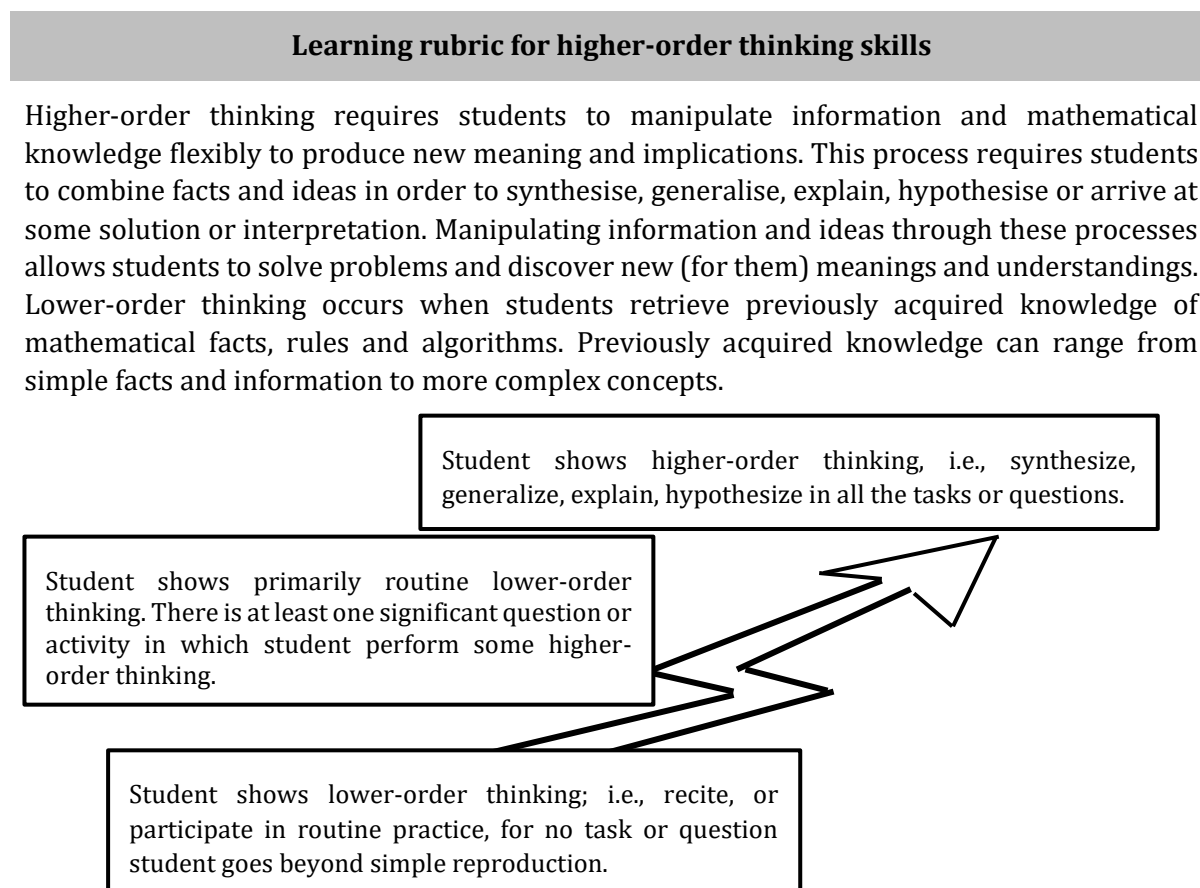 Learning rubric for higher-order thinking skills
Higher-order thinking requires students to manipulate information and mathematical
knowledge flexibly to produce new meaning and implications. This process requires students
to combine facts and ideas in order to synthesise, generalise, explain, hypothesise or arrive at
some solution or interpretation. Manipulating information and ideas through these processes
allows students to solve problems and discover new (for them) meanings and understandings.
Lower-order thinking occurs when students retrieve previously acquired knowledge of
mathematical facts, rules and algorithms. Previously acquired knowledge can range from
simple facts and information to more complex concepts.
Student shows higher-order thinking, i.e., synthesize,
generalize, explain, hypothesize in all the tasks or questions.
Student shows primarily routine lower-order
thinking. There is at least one significant question or
activity in which student perform some higher-
order thinking.
Student shows lower-order thinking; i.e., recite, or
participate in routine practice, for no task or question
student goes beyond simple reproduction.